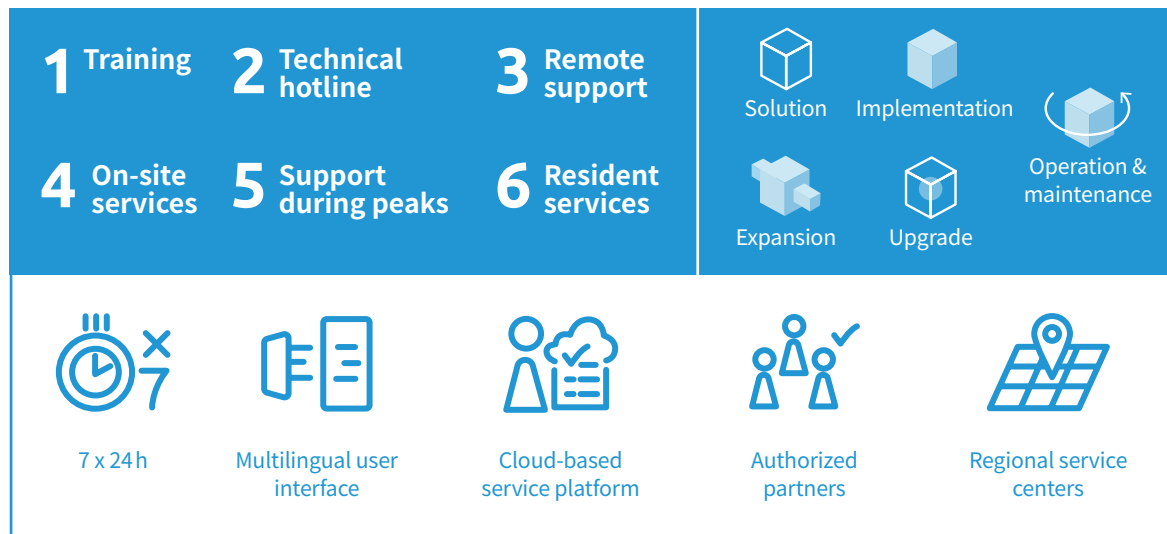 1 Training
2 Technical
hotline
3 Remote
support
4 On-site
services
5 Support
during peaks
6 Resident
services
Solution
Implementation
Operation &
maintenance
Expansion
Upgrade
7
7 x 24 h
Multilingual user
interface
Cloud-based
service platform
Authorized
partners
Regional service
centers